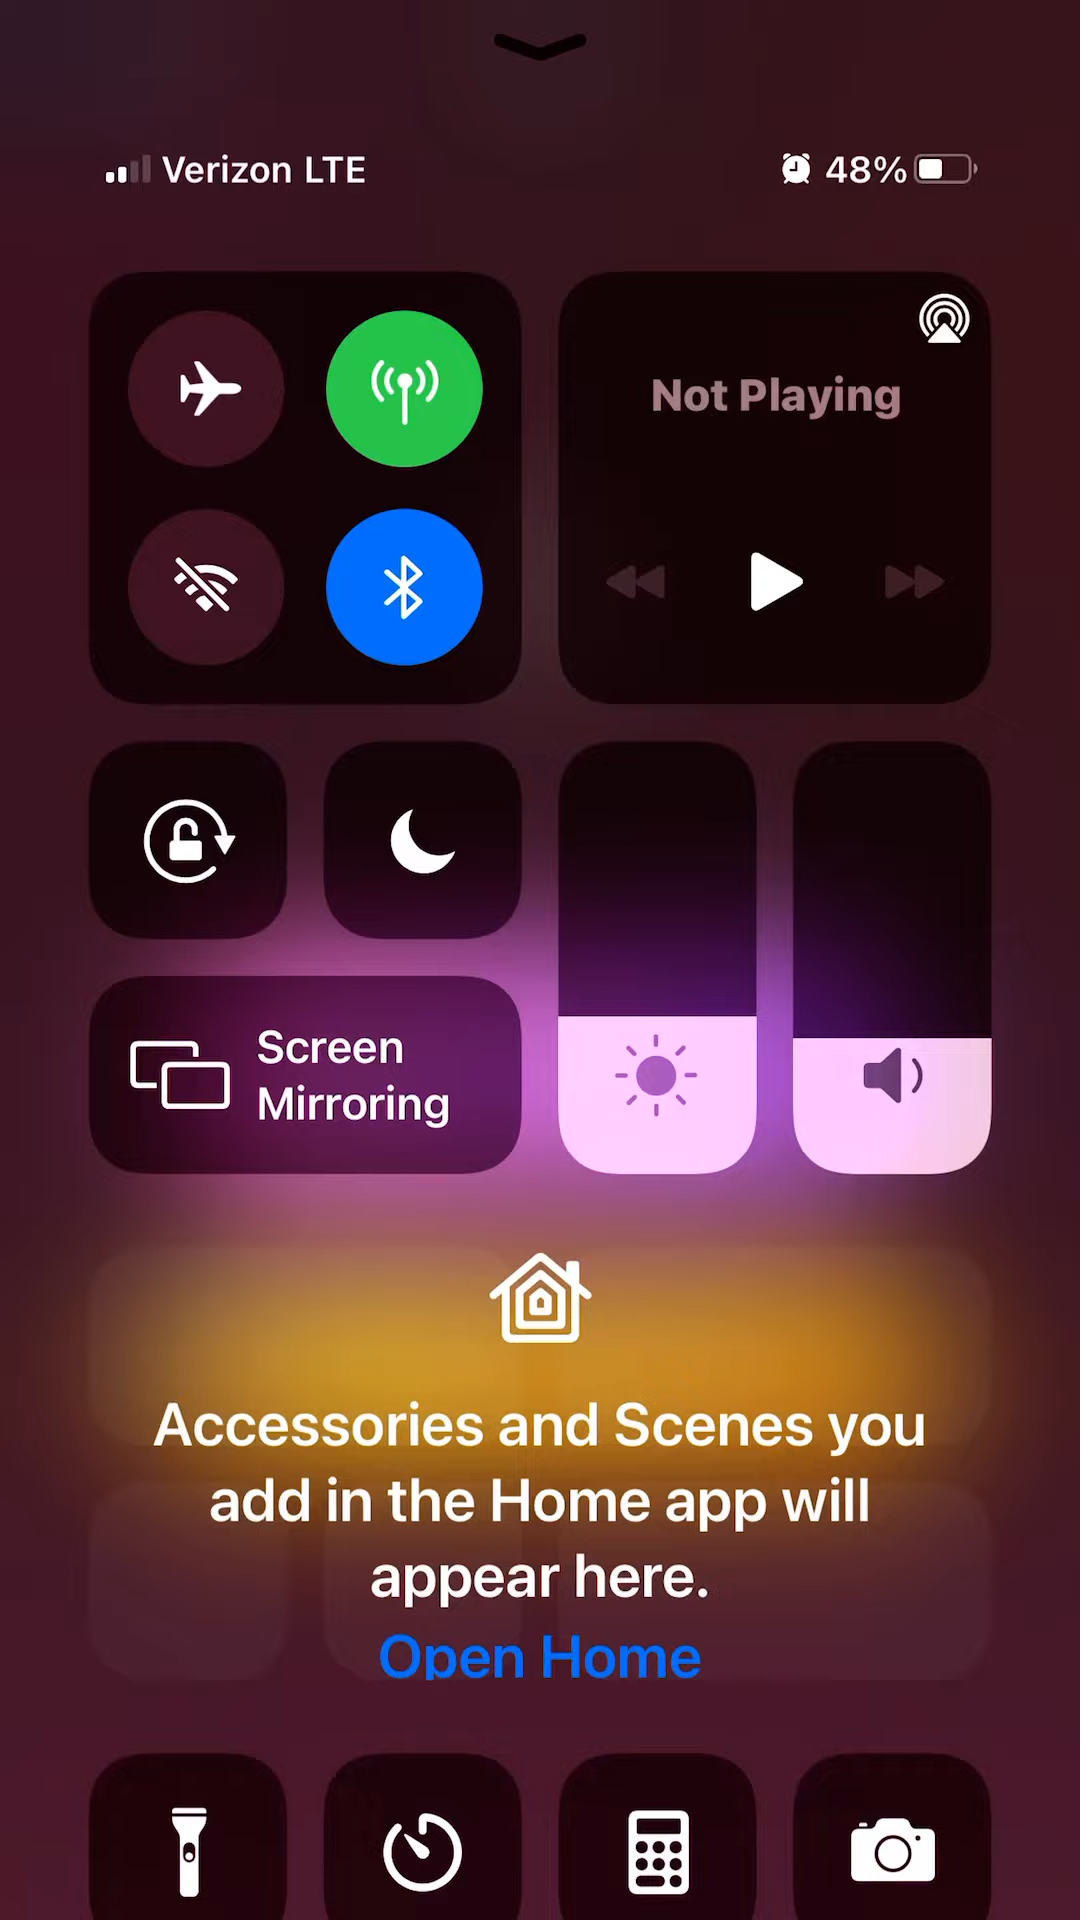 Verizon LTE
48%
Not Playing
Screen
Mirroring
Accessories and Scenes you
add in the Home app will
appear here.
Open Home